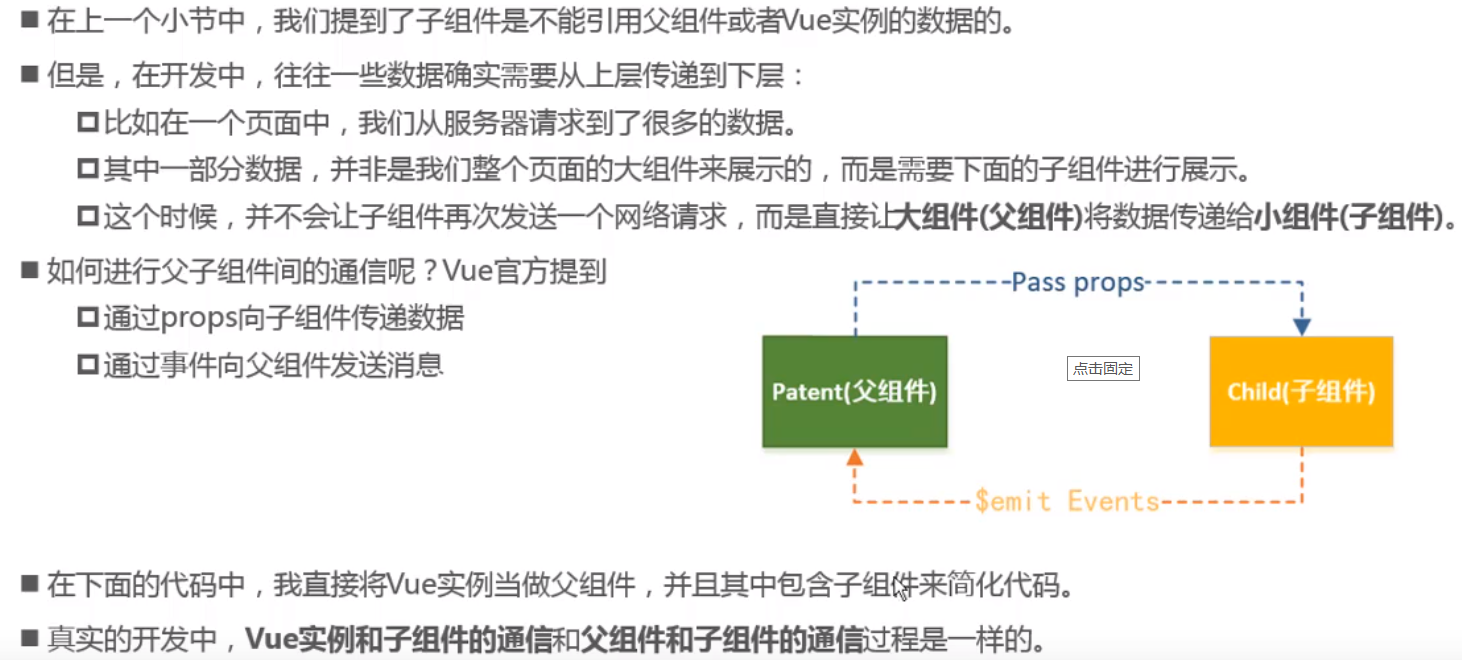 在上一个小节中，我们提到了子组件是不能引用父组件或者Vue实例的数据的。
但是，在开发中，往往一些数据确实需要从上层传递到下层：
比如在一个页面中，我们从服务器请求到了很多的数据。
其中一部分数据，并非是我们整个页面的大组件来展示的，而是需要下面的子组件进行展示。
这个时候，并不会让子组件再次发送一个网络请求，而是直接让大组件(父组件)将数据传递给小组件(子组件)。
如何进行父子组件间的通信呢？Vue官方提到
通过props向子组件传递数据
通过事件向父组件发送消息
Pass props
Patent(父组件)
点击固定
Child(子组件)
$emit Events
在下面的代码中，我直接将Vue实例当做父组件，并且其中包含子组件来简化代码。
真实的开发中，Vue实例和子组件的通信和父组件和子组件的通信过程是一样的。